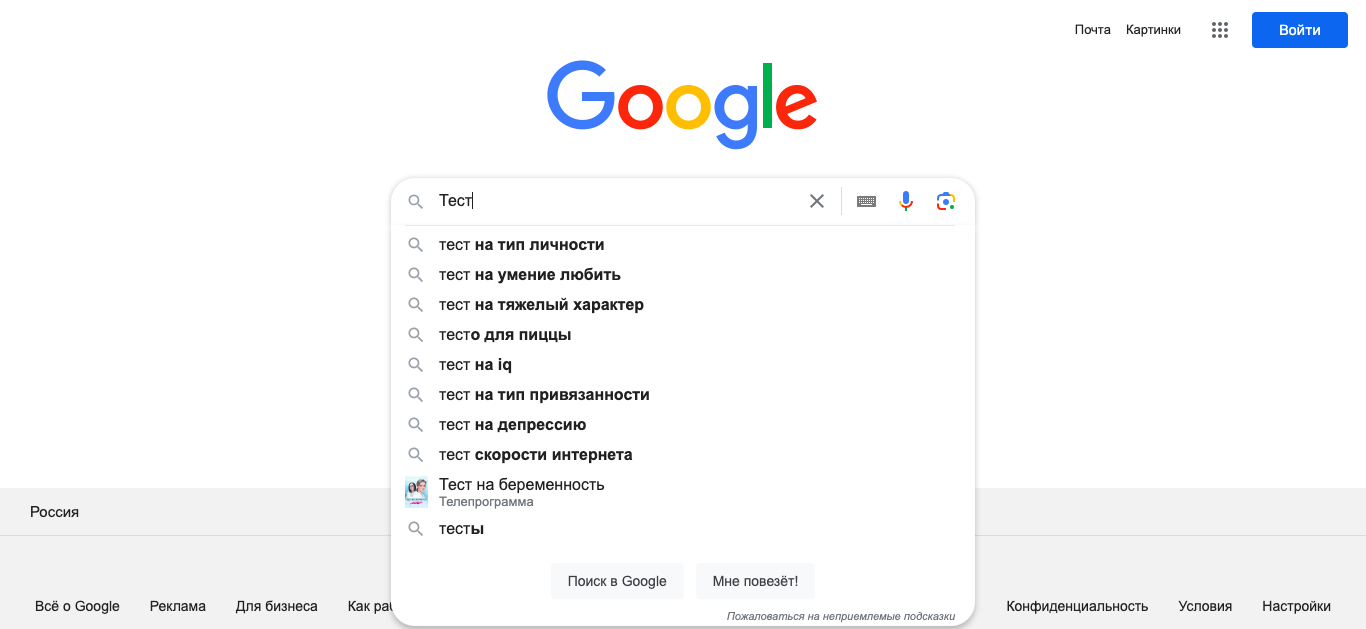 Почта Картинки Войти
Google
Тест
тест на тип личности
тест на умение любить
тест на тяжелый характер
тесто для пиццы
тест на iq
тест на тип привязанности
тест на депрессию
тест скорости интернета
Тест на беременность
Телепрограмма
тесты
Поиск в Google Мне повезёт!
Пожаловаться на неприемлемые подсказки
Россия
Всё о Google Реклама Для бизнеса Как Конфиденциальность Условия Настройки